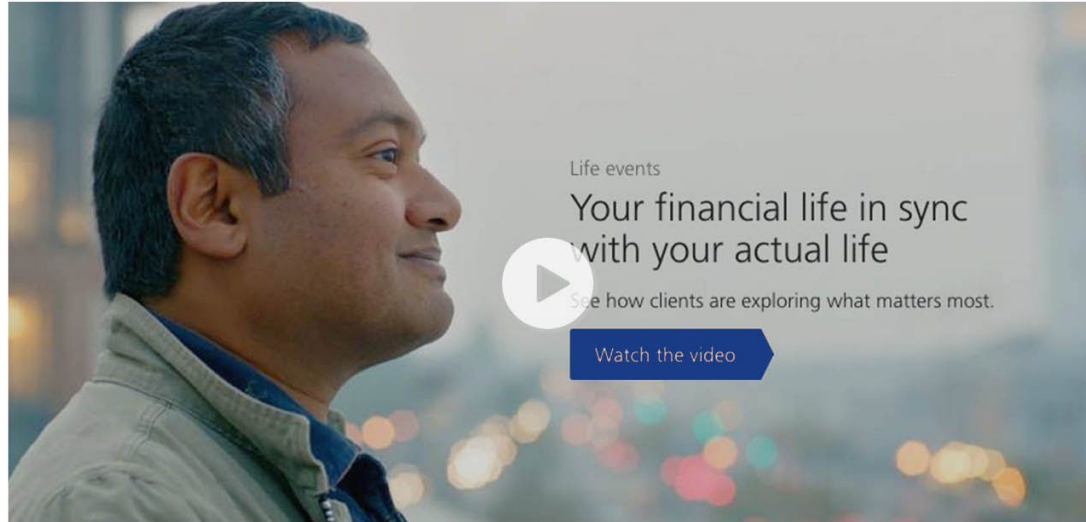 Life events
Your financial life in sync
with your actual life
See how clients are exploring what matters most.
Watch the video